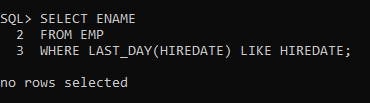 SQL> SELECT ENAME
2 FROM EMP
3 WHERE LAST_DAY(HIREDATE) LIKE HIREDATE;
no rows selected